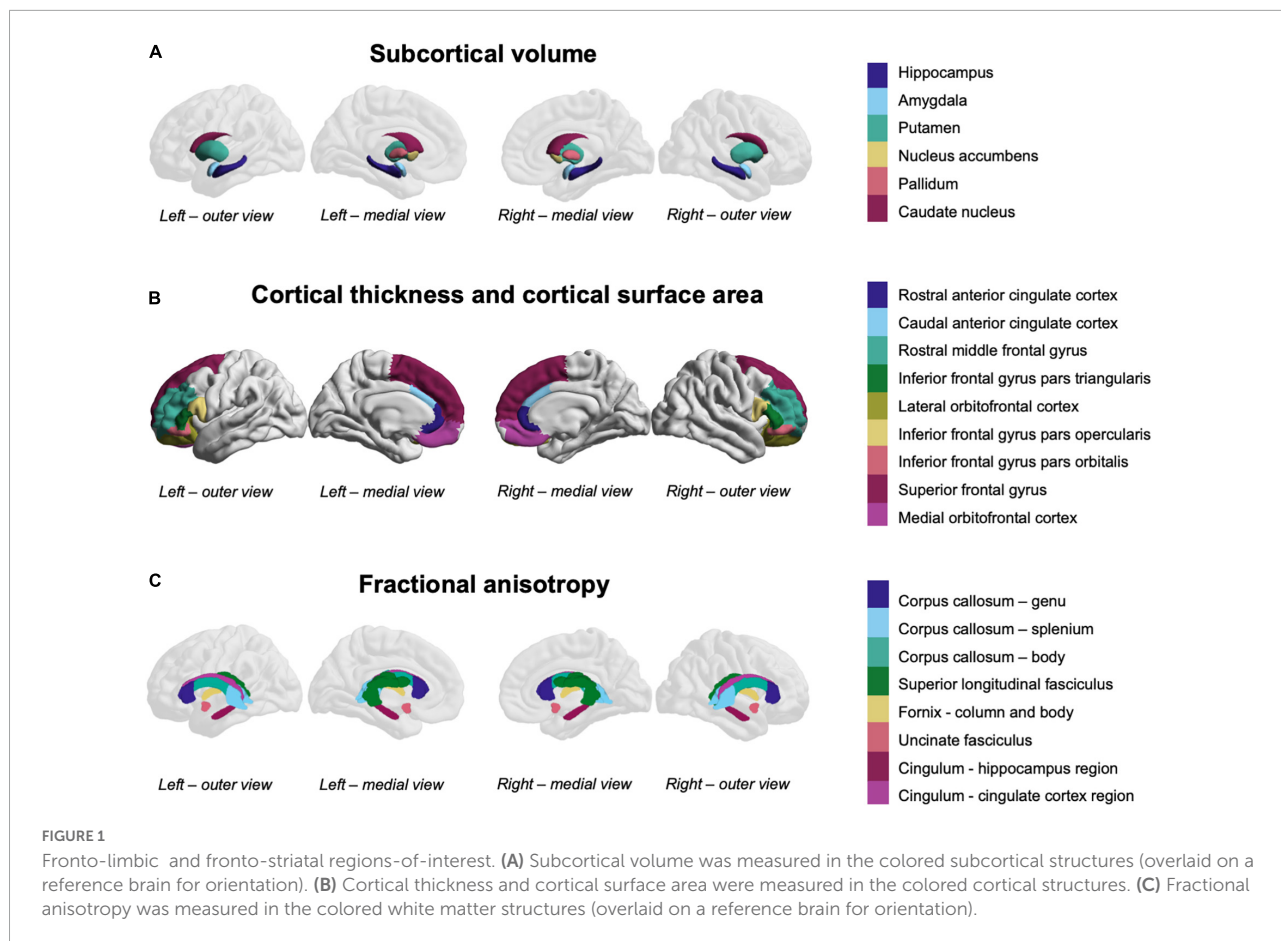 A
Subcortical volume
Left – outer view
Left – medial view
Right – medial view
Right – outer view
Hippocampus
Amygdala
Putamen
Nucleus accumbens
Pallidum
Caudate nucleus
B
Cortical thickness and cortical surface area
Left – outer view
Left – medial view
Right – medial view
Right – outer view
Rostral anterior cingulate cortex
Caudal anterior cingulate cortex
Rostral middle frontal gyrus
Inferior frontal gyrus pars triangularis
Lateral orbitofrontal cortex
Inferior frontal gyrus pars opercularis
Inferior frontal gyrus pars orbitalis
Superior frontal gyrus
Medial orbitofrontal cortex
C
Fractional anisotropy
Left – outer view
Left – medial view
Right – medial view
Right – outer view
Corpus callosum – genu
Corpus callosum – splenium
Corpus callosum – body
Superior longitudinal fasciculus
Fornix - column and body
Uncinate fasciculus
Cingulum - hippocampus region
Cingulum - cingulate cortex region
FIGURE 1
Fronto-limbic and fronto-striatal regions-of-interest. (A) Subcortical volume was measured in the colored subcortical structures (overlaid on a
reference brain for orientation). (B) Cortical thickness and cortical surface area were measured in the colored cortical structures. (C) Fractional
anisotropy was measured in the colored white matter structures (overlaid on a reference brain for orientation).